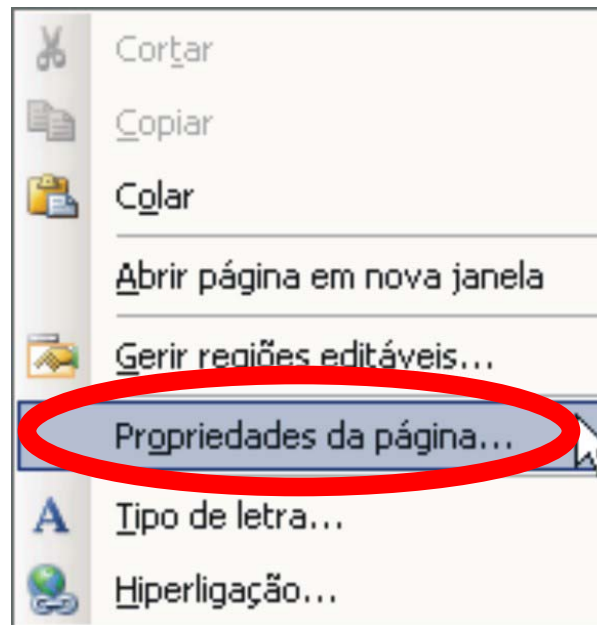 Cortar
Copiar
Colar
Abrir página em nova janela
Gerir regiões editáveis...
Propriedades da página...
Tipo de letra...
Hiperligação...